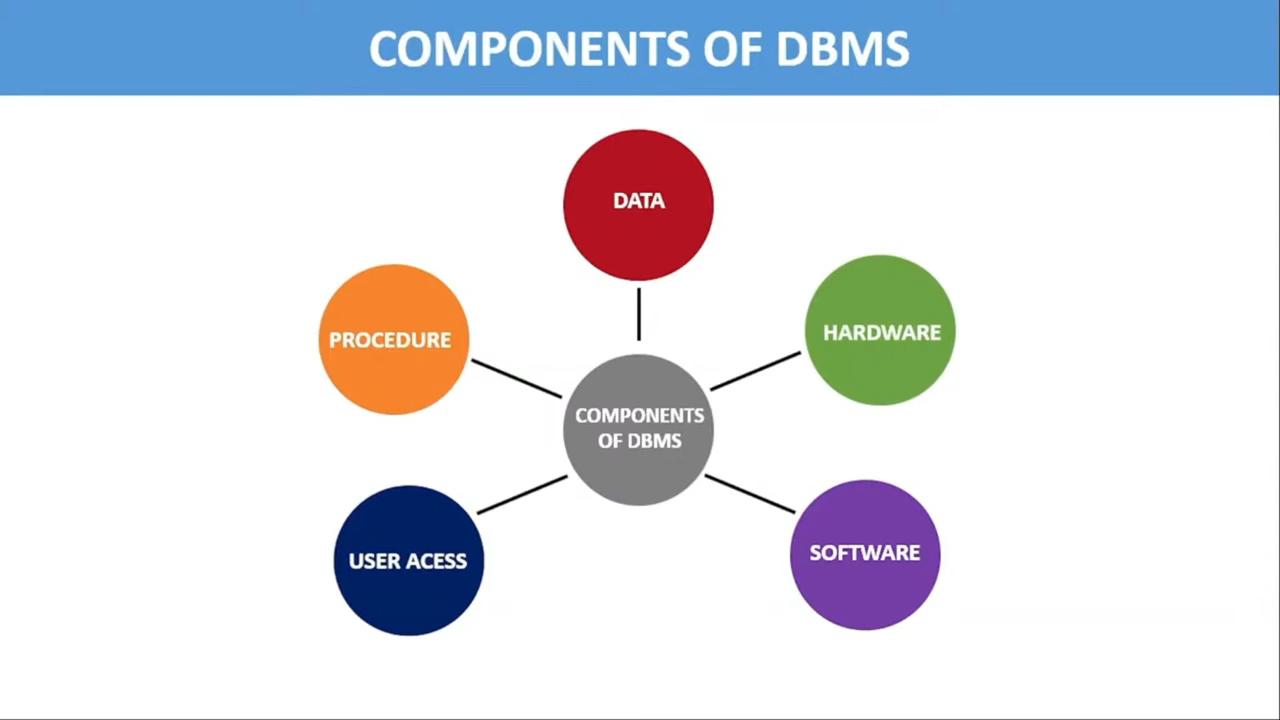 COMPONENTS OF DBMS
DATA
HARDWARE
PROCEDURE
COMPONENTS
OF DBMS
SOFTWARE
USER ACESS